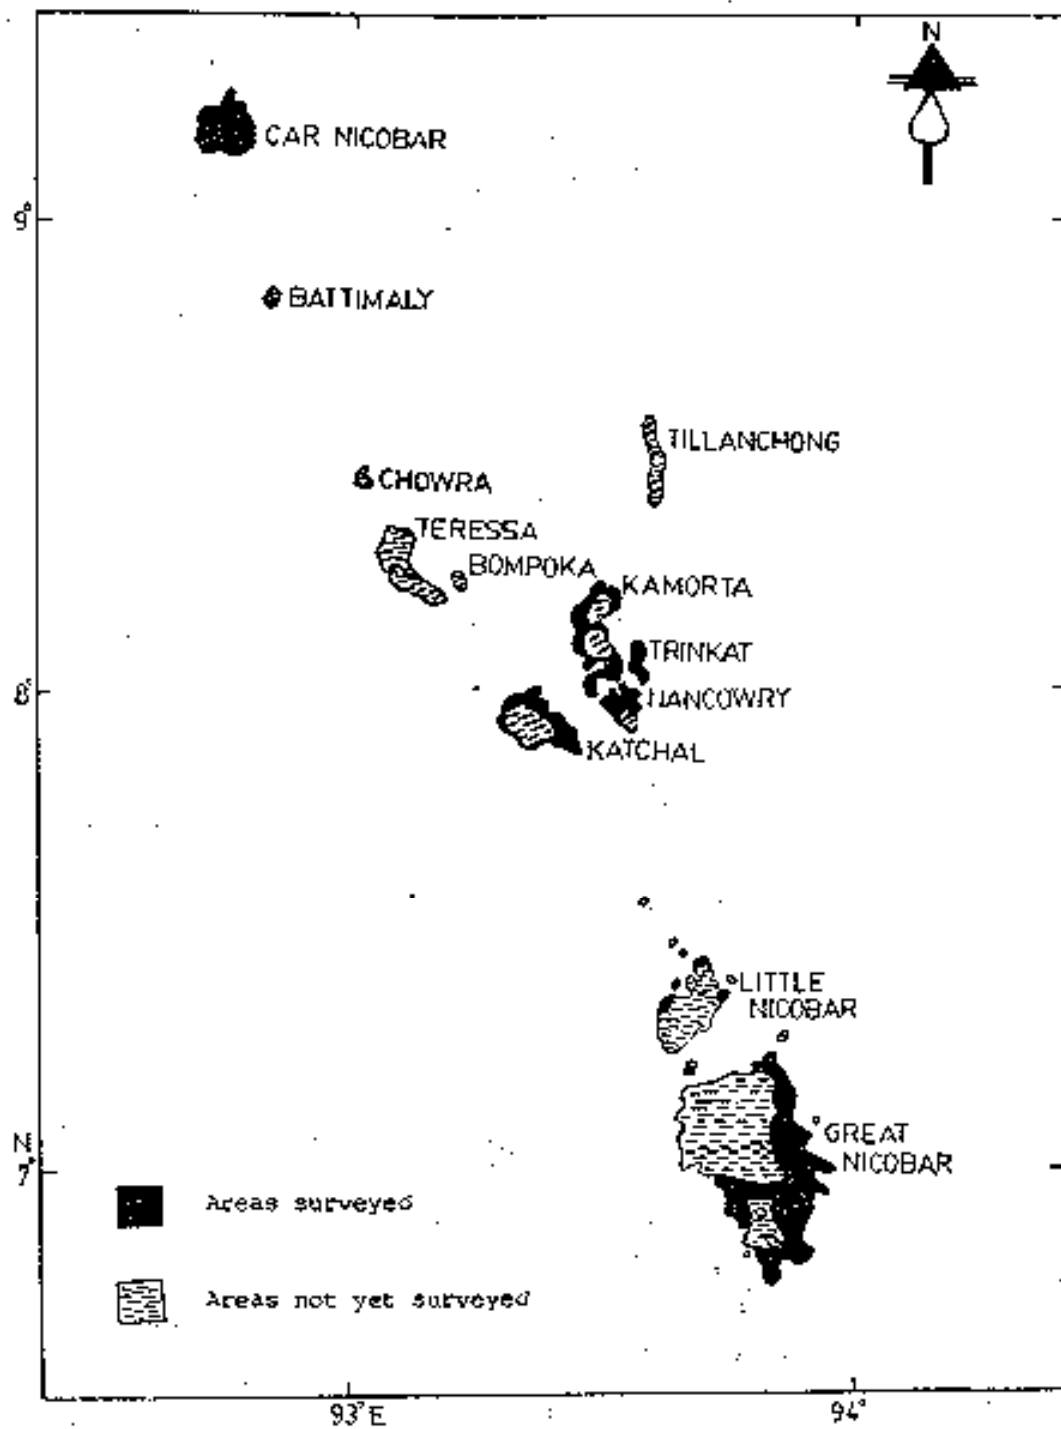 N
CAR NICOBAR
9°
BATTIMALY
TILLANCHONG
CHOWRA
TERESSA
BOMPOKA
KAMORTA
TRINKAT
8°
NANCOWRY
KATCHAL
LITTLE
NICOBAR
N
7°
GREAT
NICOBAR
Areas surveyed
Areas not yet surveyed
93°E
94°